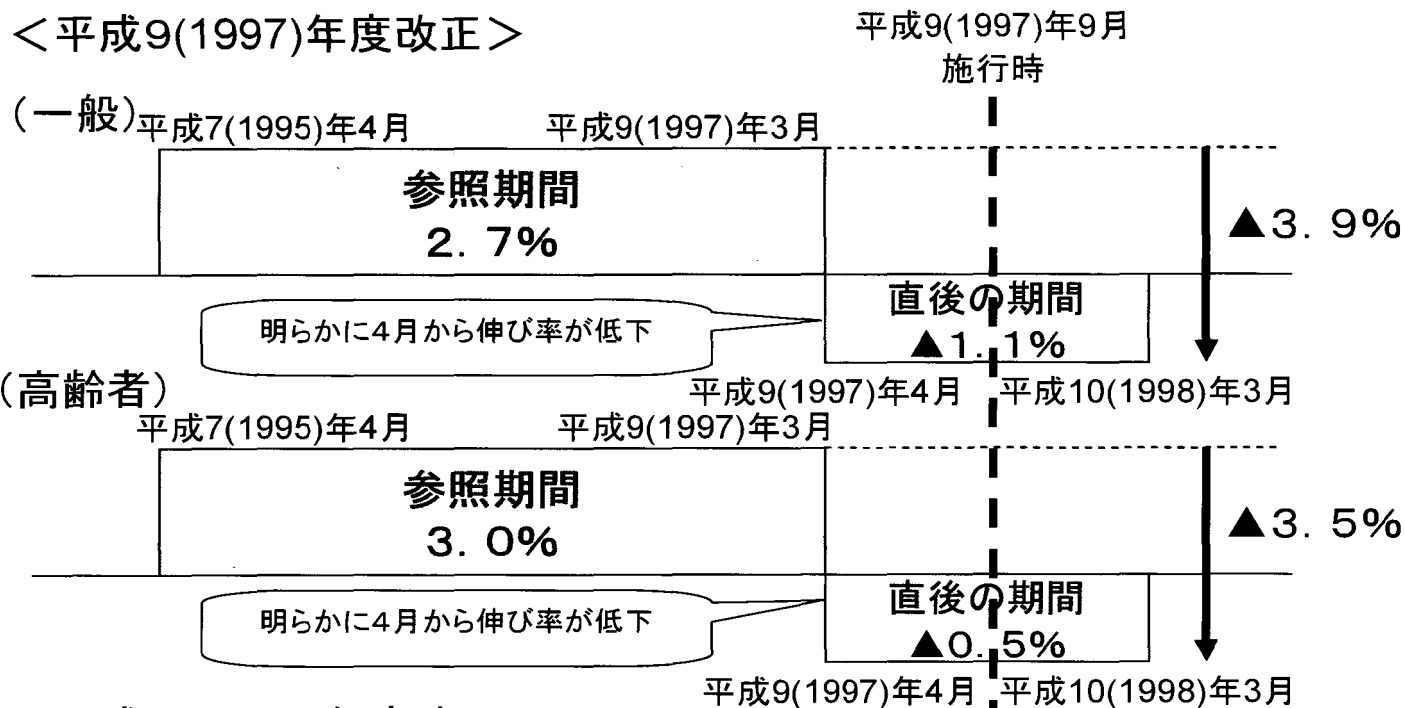 ＜平成9(1997)年度改正＞
平成9(1997)年9月
施行時
（一般）
平成7(1995)年4月
平成9(1997)年3月
参照期間
2．7%
▲3．9%
直後の期間
▲1．1%
明らかに4月から伸び率が低下
平成9(1997)年4月
平成10(1998)年3月
（高齢者）
平成7(1995)年4月
平成9(1997)年3月
参照期間
3．0%
▲3．5%
直後の期間
▲0．5%
明らかに4月から伸び率が低下
平成9(1997)年4月
平成10(1998)年3月